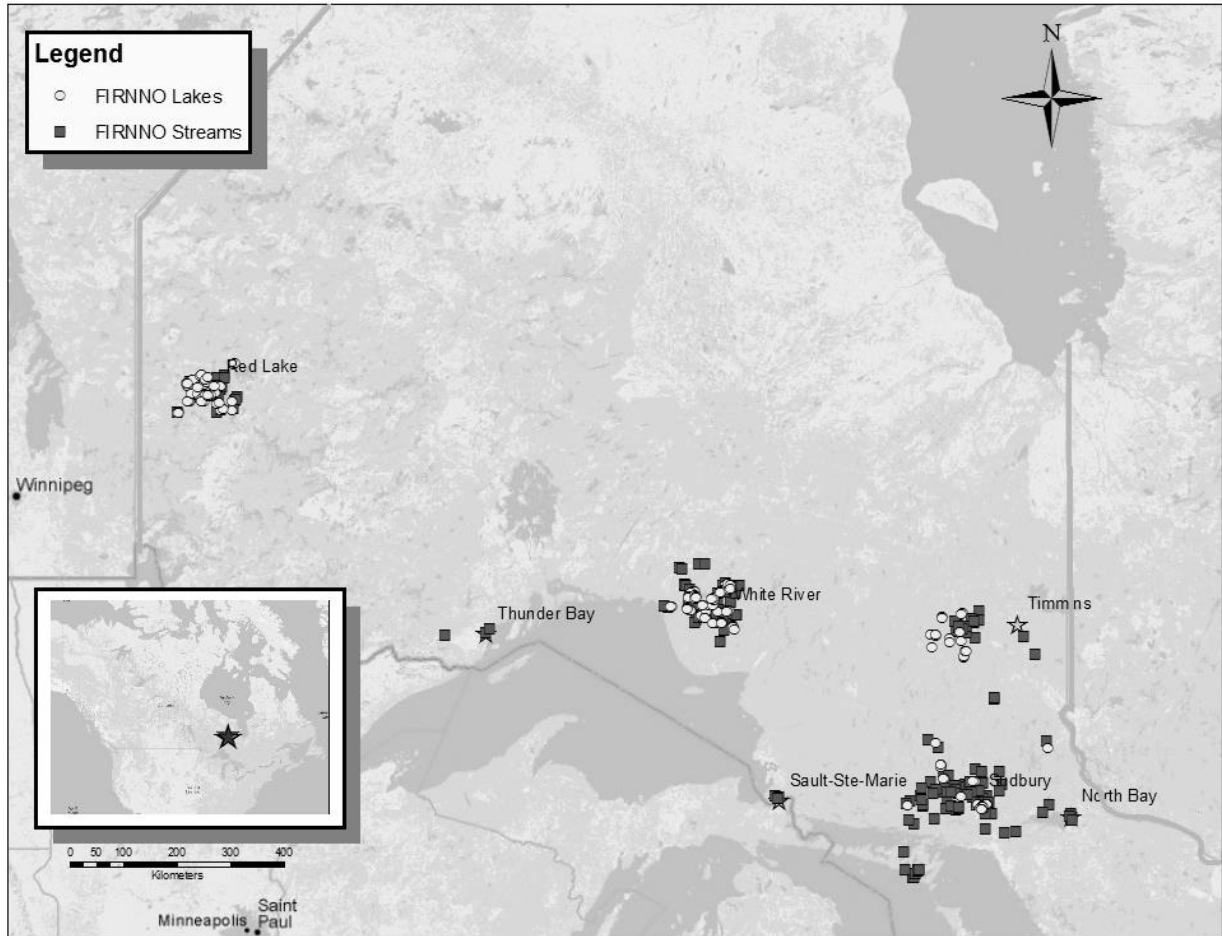 Legend
FIRNNO Lakes
FIRNNO Streams
N
Red Lake
Winnipeg
Thunder Bay
White River
Timmins
Sault-Ste-Marie
Sudbury
North Bay
0 50 100 200 300 400
Kilometers
Minneapolis
Saint
Paul